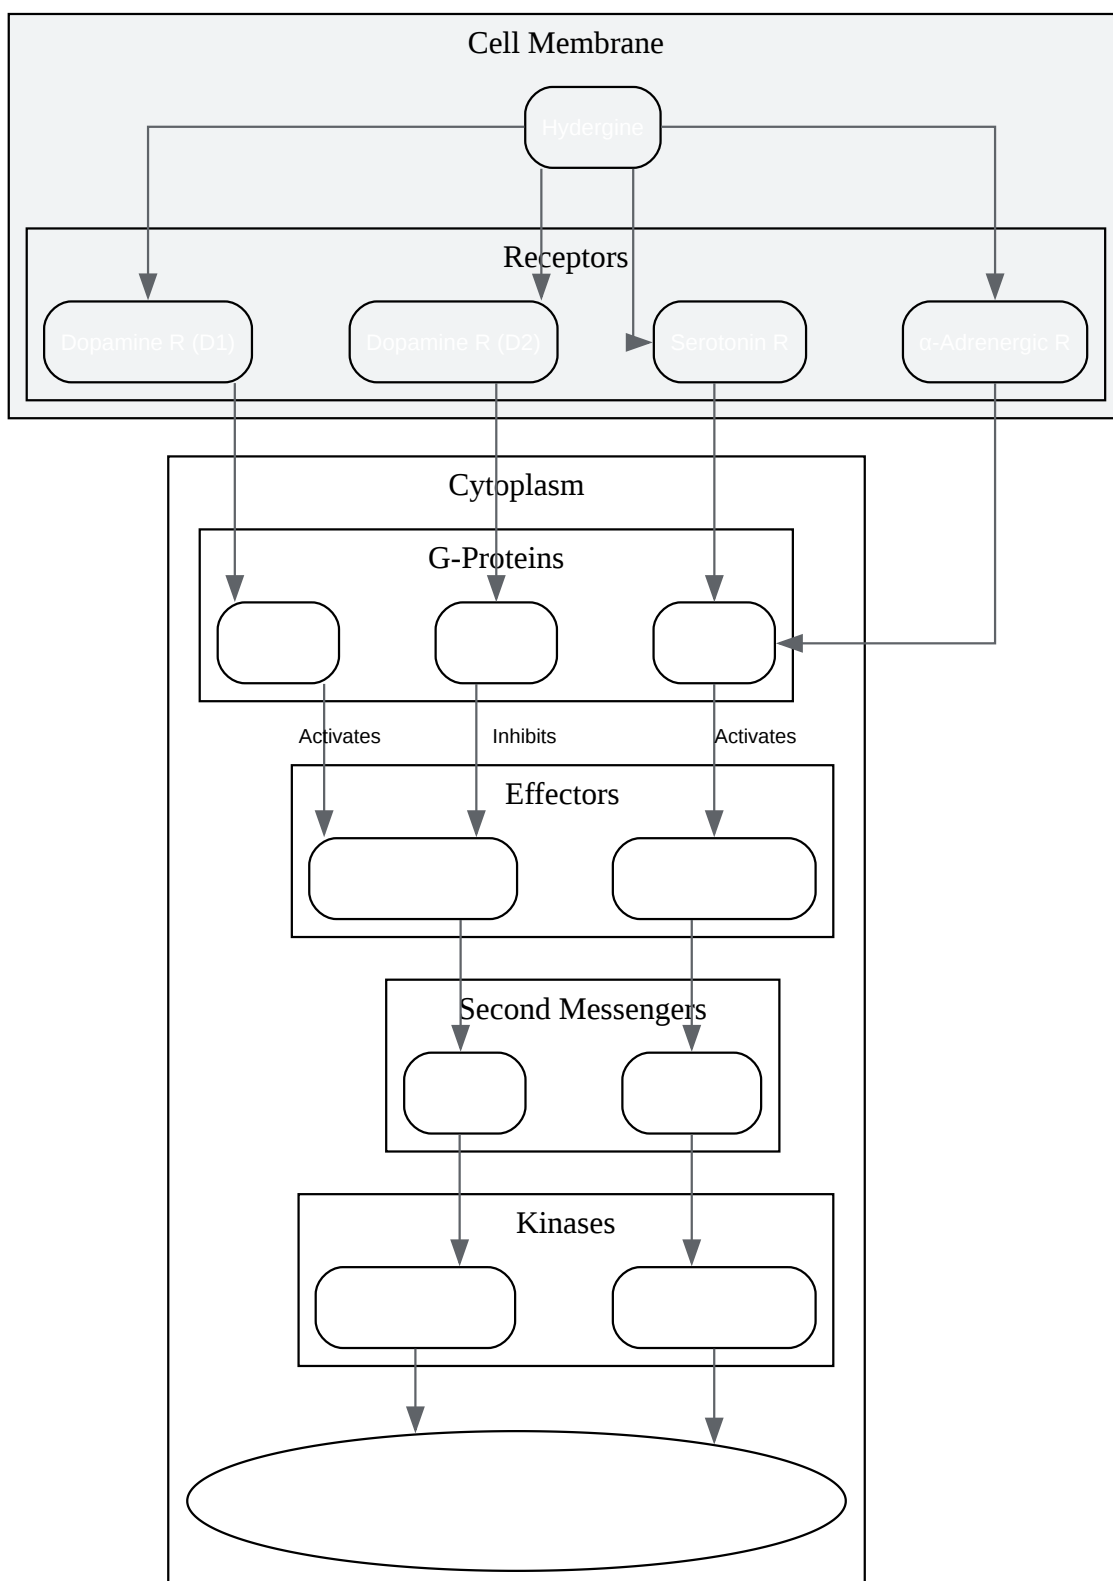 Cell Membrane
Hydergine
Receptors
Dopamine R (D1)
Dopamine R (D2)
Serotonin R
α-Adrenergic R
Cytoplasm
G-Proteins
Activates
Inhibits
Activates
Effectors
Second Messengers
Kinases